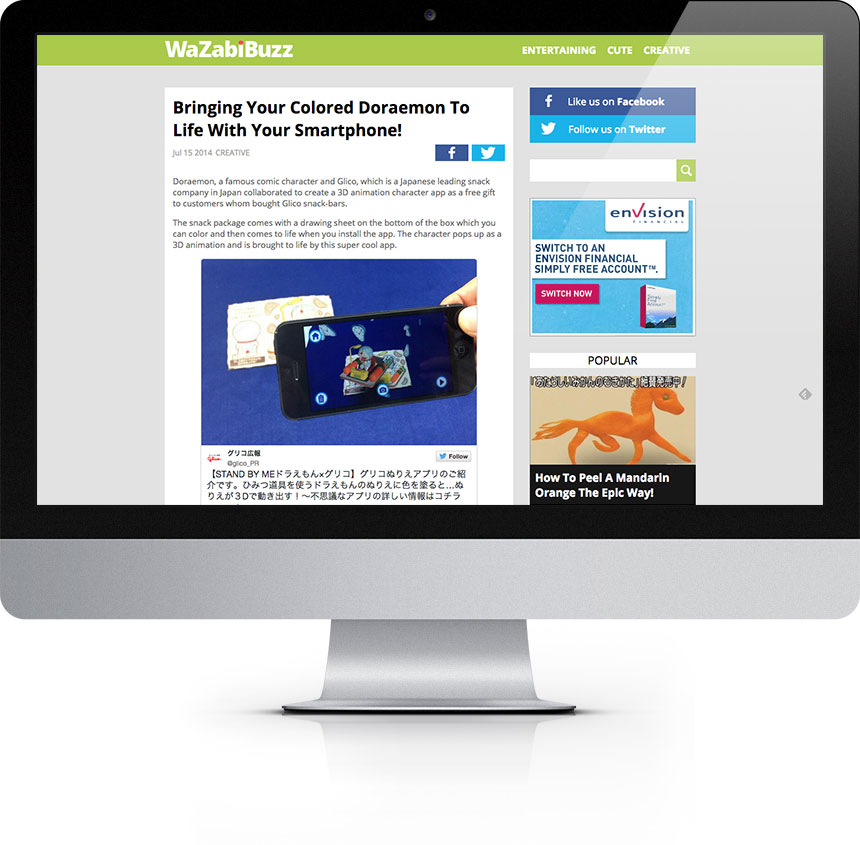 WaZabiBuzz
ENTERTAINING CUTE CREATIVE
Bringing Your Colored Doraemon To
Life With Your Smartphone!
Jul 15 2014 CREATIVE
Doraemon, a famous comic character and Glico, which is a Japanese leading snack
company in Japan collaborated to create a 3D animation character app as a free gift
to customers whom bought Glico snack-bars.
The snack package comes with a drawing sheet on the bottom of the box which you
can color and then comes to life when you install the app. The character pops up as a
3D animation and is brought to life by this super cool app.
グリコ広報
@glico_PR
Follow
【STAND BY MEドラえもん×グリコ】グリコぬりえアプリのご紹
介です。ひみつ道具を使うドラえもんのぬりえに色を塗ると…ぬ
りえが３Dで動き出す！～不思議なアプリの詳しい情報はコチラ
Like us on Facebook
Follow us on Twitter
envision
FINANCIAL
SWITCH TO AN
ENVISION FINANCIAL
SIMPLY FREE ACCOUNT™.
SWITCH NOW
POPULAR
「あたらしいみかんのむきかた」絶賛発売中！
How To Peel A Mandarin
Orange The Epic Way!